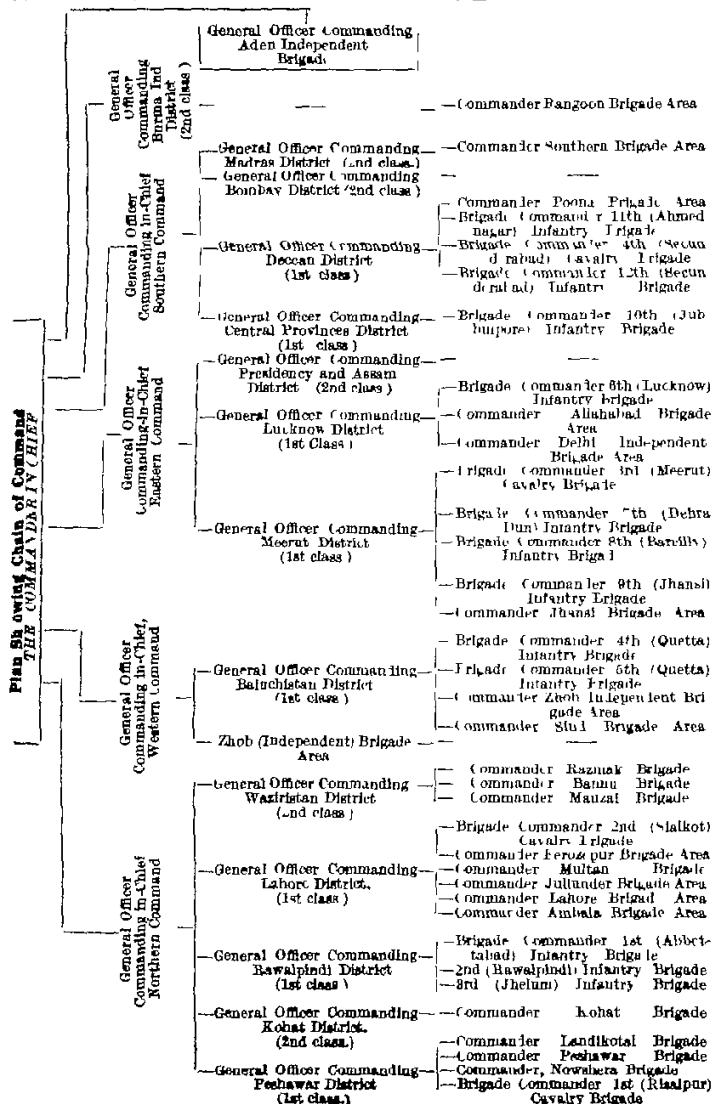 Plan Showing Chain of Command
THE COMMANDER IN CHIEF
General Officer Commanding
Aden Independent
Brigade
General
Officer
Commanding
Burma Ind
District
(2nd class)
— —Commander Rangoon Brigade Area
General Officer
Commanding in-Chief
Southern Command
—General Officer Commanding
Madras District (2nd class.)
—Commander Southern Brigade Area
—General Officer Commanding
Bombay District (2nd class)
— —
General Officer Commanding
Deccan District
(1st class)
Commander Poona Brigade Area
Brigade Commander 11th (Ahmed
nagar) Infantry Brigade
Brigade Commander 4th (Secun
derabad) Cavalry Brigade
Brigade Commander 12th (Secun
derabad) Infantry Brigade
—General Officer Commanding—
Central Provinces District
(1st class)
Brigade Commander 10th (Jub
bulpore) Infantry Brigade
General Officer
Commanding-in-Chief
Eastern Command
—General Officer Commanding
Presidency and Assam
District (2nd class)
— —
General Officer Commanding
Lucknow District
(1st Class)
Brigade Commander 6th (Lucknow)
Infantry brigade
—Commander Allahabad Brigade
Area
—Commander Delhi Independent
Brigade Area
—General Officer Commanding—
Meerut District
(1st class)
Brigade Commander 3rd (Meerut)
Cavalry Brigade
Brigade Commander 7th (Dehra
Dun) Infantry Brigade
—Brigade Commander 8th (Bareilly)
Infantry Brigad
Brigade Commander 9th (Jhansi)
Infantry Brigade
—Commander Jhansi Brigade Area
General Officer
Commanding in-Chief,
Western Command
—General Officer Commanding
Baluchistan District
(1st class)
Brigade Commander 4th (Quetta)
Infantry Brigade
Brigade Commander 5th (Quetta)
Infantry Brigade
—Commander Zhob Independent Bri
gade Area
—Commander Sind Brigade Area
— Zhob (Independent) Brigade —
Area
General Officer
Commanding in-Chief
Northern Command
—General Officer Commanding
Waziristan District
(2nd class)
— Commander Razmak Brigade
— Commander Bannu Brigade
— Commander Manzai Brigade
—General Officer Commanding
Lahore District.
(1st class)
—Brigade Commander 2nd (Sialkot)
Cavalry Brigade
—Commander Ferozepur Brigade Area
—Commander Multan Brigade
—Commander Jullunder Brigade Area
—Commander Lahore Brigad Area
—Commander Ambala Brigade Area
—General Officer Commanding
Rawalpindi District
(1st class)
—Brigade Commander 1st (Abbot-
tabad) Infantry Brigade
—2nd (Rawalpindi) Infantry Brigade
—3rd (Jhelum) Infantry Brigade
—General Officer Commanding
Kohat District.
(2nd class.)
—Commander Kohat Brigade
—General Officer Commanding
Peshawar District
(1st class.)
—Commander Landikotal Brigade
—Commander Peshawar Brigade
—Commander, Nowshera Brigade
—Brigade Commander 1st (Risalpur)
Cavalry Brigade